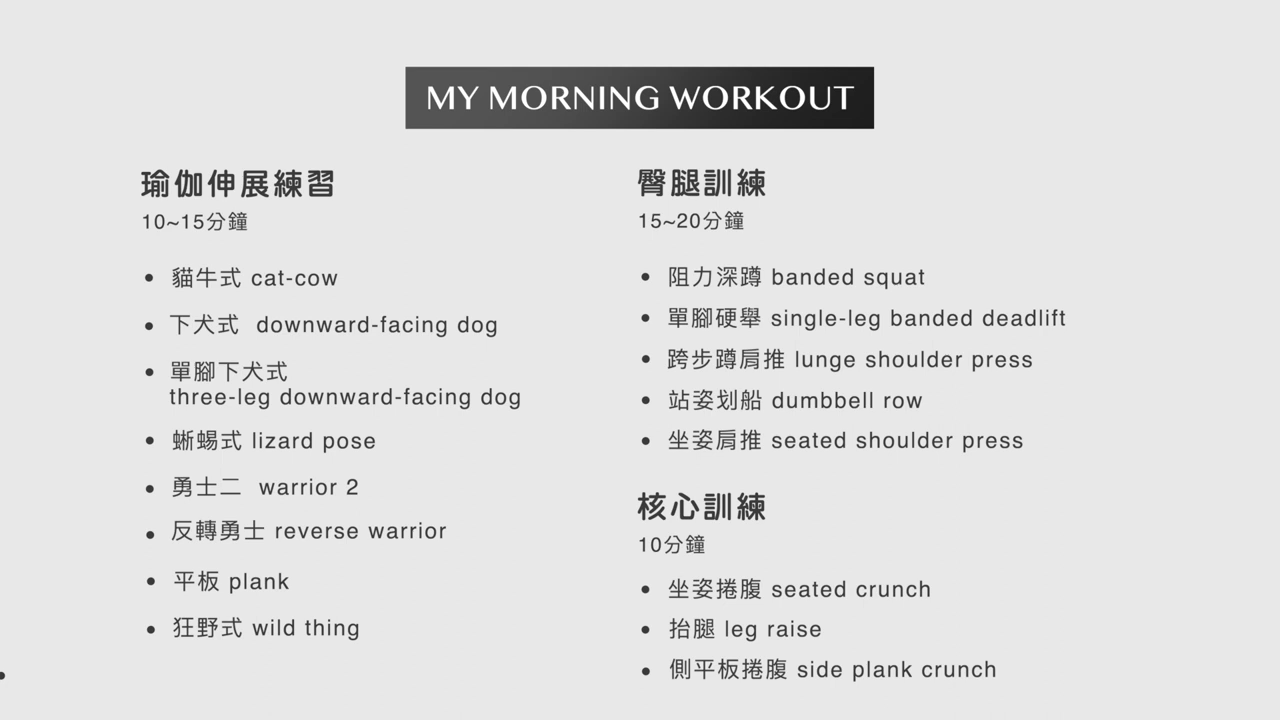 MY MORNING WORKOUT
瑜伽伸展練習
10~15分鐘
• 貓牛式 cat-cow
• 下犬式 downward-facing dog
• 單腳下犬式
three-leg downward-facing dog
• 蜥蜴式 lizard pose
• 勇士二 warrior 2
• 反轉勇士 reverse warrior
• 平板 plank
• 狂野式 wild thing
臀腿訓練
15~20分鐘
• 阻力深蹲 banded squat
• 單腳硬舉 single-leg banded deadlift
• 跨步蹲肩推 lunge shoulder press
• 站姿划船 dumbbell row
• 坐姿肩推 seated shoulder press
核心訓練
10分鐘
• 坐姿捲腹 seated crunch
• 抬腿 leg raise
• 側平板捲腹 side plank crunch